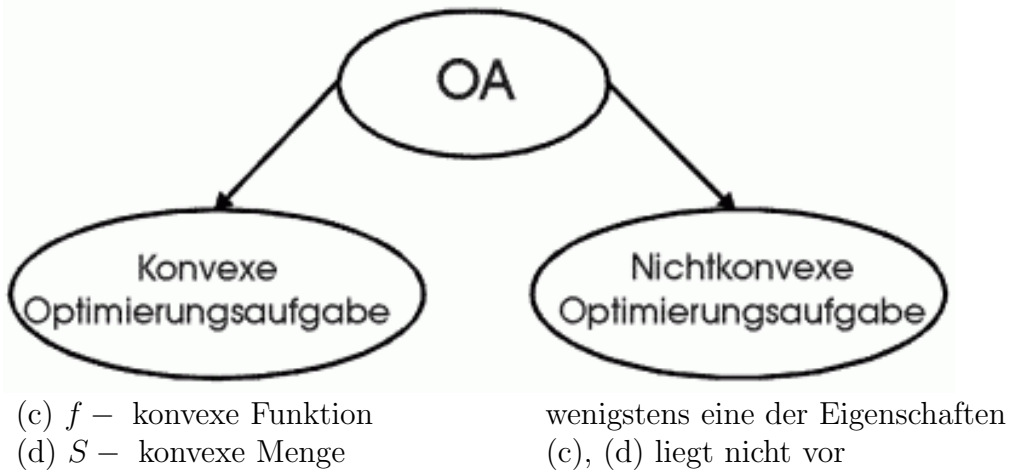 OA
Konvexe
Optimierungsaufgabe
Nichtkonvexe
Optimierungsaufgabe
(c) f − konvexe Funktion
(d) S − konvexe Menge
wenigstens eine der Eigenschaften
(c), (d) liegt nicht vor